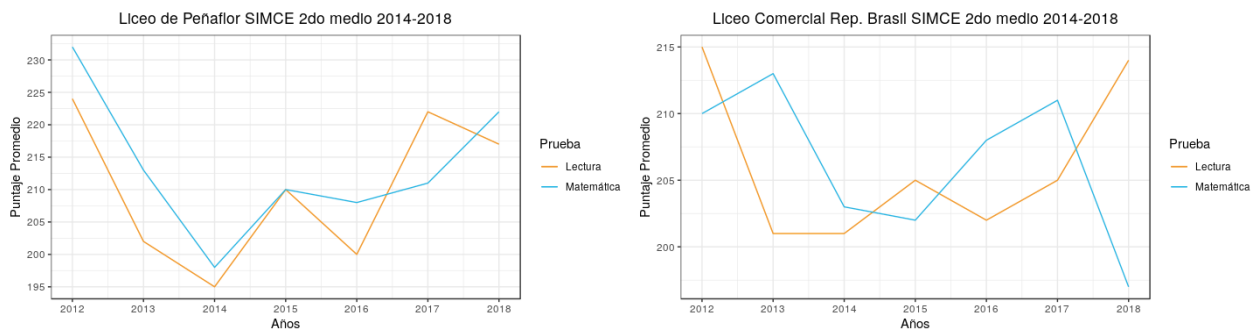 Liceo de Peñaflor SIMCE 2do medio 2014-2018
Puntaje Promedio
230
225
220
215
210
205
200
195
2012 2013 2014 2015 2016 2017 2018
Años
Prueba
Lectura
Matemática
Liceo Comercial Rep. Brasil SIMCE 2do medio 2014-2018
Puntaje Promedio
215
210
205
200
2012 2013 2014 2015 2016 2017 2018
Años
Prueba
Lectura
Matemática